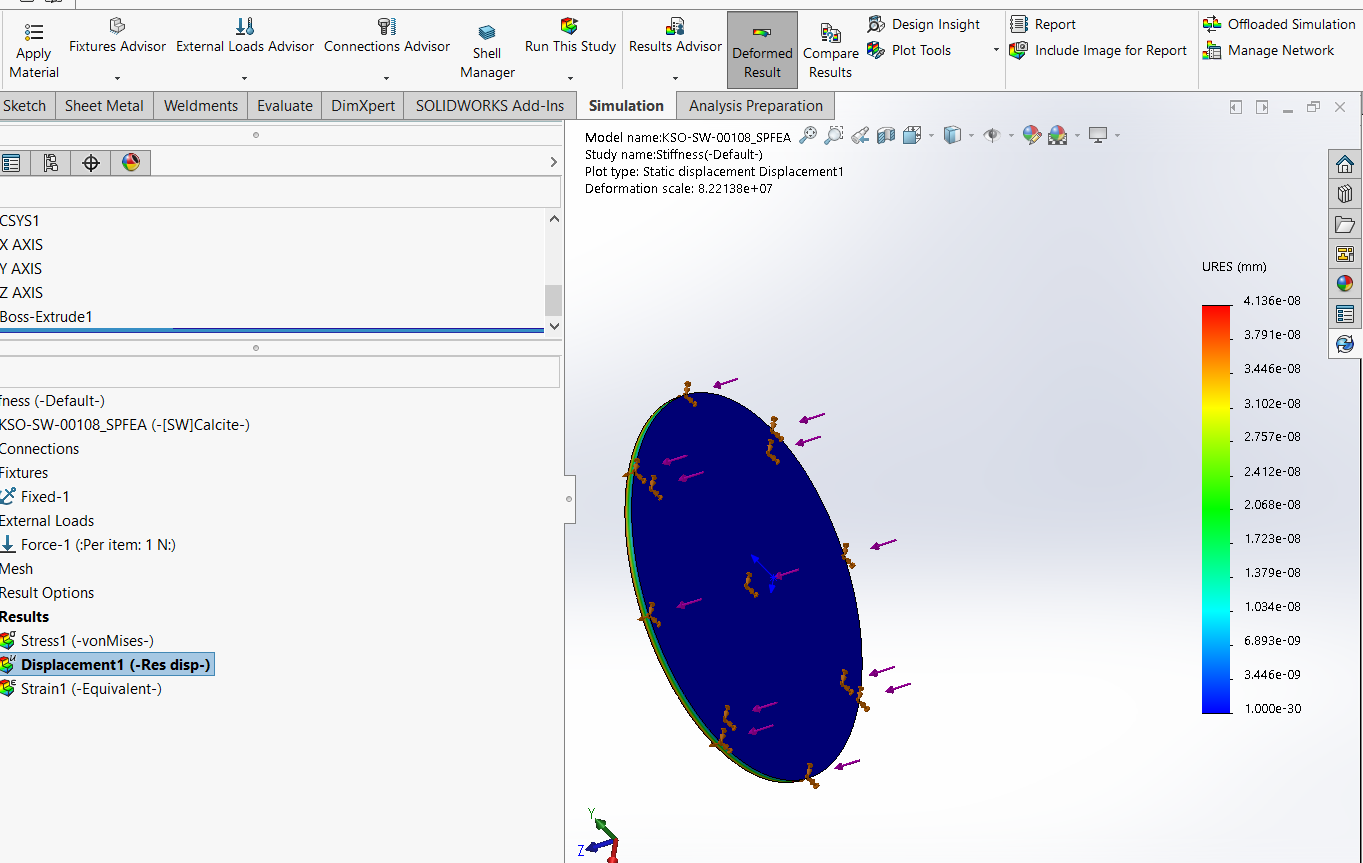 Apply Material
Fixtures Advisor
External Loads Advisor
Connections Advisor
Shell Manager
Run This Study
Results Advisor
Deformed Result
Compare Results
Design Insight
Plot Tools
Report
Include Image for Report
Offloaded Simulation
Manage Network
Sketch
Sheet Metal
Weldments
Evaluate
DimXpert
SOLIDWORKS Add-Ins
Simulation
Analysis Preparation
CSYS1
X AXIS
Y AXIS
Z AXIS
Boss-Extrude1
fness (-Default-)
KSO-SW-00108_SPFEA (-[SW]Calcite-)
Connections
Fixtures
Fixed-1
External Loads
Force-1 (:Per item: 1 N:)
Mesh
Result Options
Results
Stress1 (-vonMises-)
Displacement1 (-Res disp-)
Strain1 (-Equivalent-)
Model name:KSO-SW-00108_SPFEA
Study name:Stiffness(-Default-)
Plot type: Static displacement Displacement1
Deformation scale: 8.22138e+07
URES (mm)
4.136e-08
3.791e-08
3.446e-08
3.102e-08
2.757e-08
2.412e-08
2.068e-08
1.723e-08
1.379e-08
1.034e-08
6.893e-09
3.446e-09
1.000e-30
Y
Z